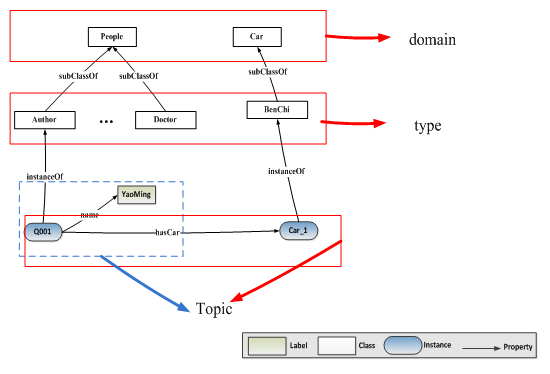 People
Car
domain
subClassOf
subClassOf
subClassOf
Author
...
Doctor
BenChi
type
instanceOf
instanceOf
YaoMing
name
Q001
hasCar
Car_1
Topic
Label
Class
Instance
Property